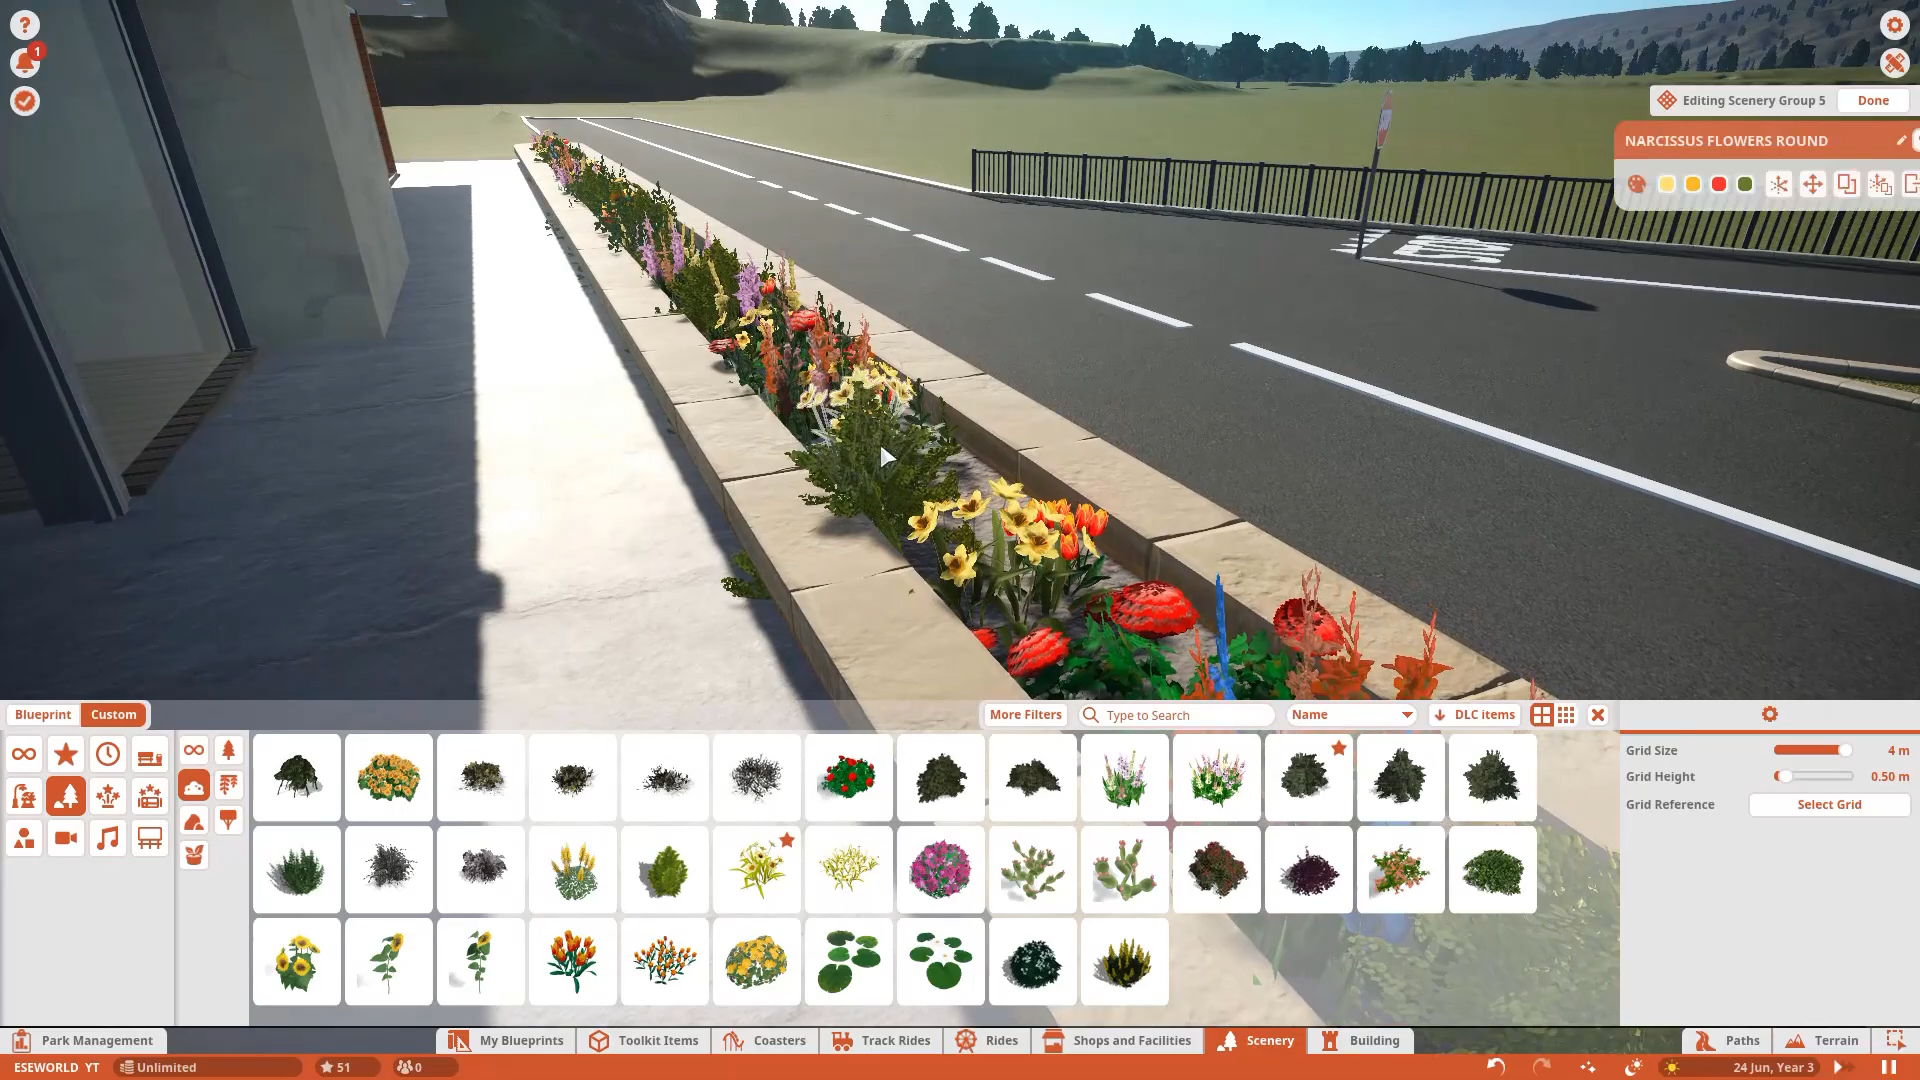 ?
1
Editing Scenery Group 5
Done
NARCISSUS FLOWERS ROUND
STOP
Blueprint
Custom
More Filters
Type to Search
Name
DLC items
Grid Size
4 m
Grid Height
0.50 m
Grid Reference
Select Grid
Park Management
My Blueprints
Toolkit Items
Coasters
Track Rides
Rides
Shops and Facilities
Scenery
Building
Paths
Terrain
ESEWORLD YT
Unlimited
51
0
24 Jun, Year 3